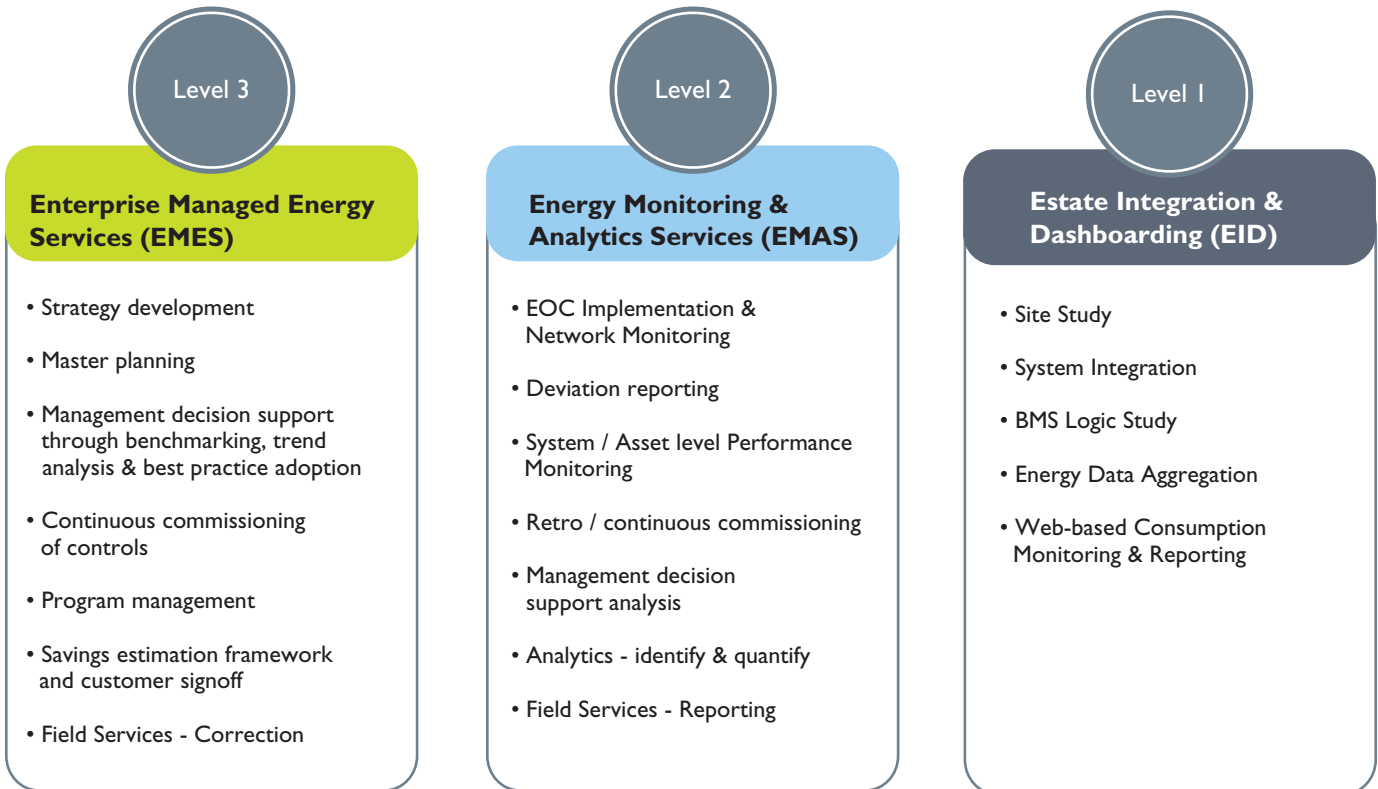 Level 3
Enterprise Managed Energy
Services (EMES)
• Strategy development
• Master planning
• Management decision support
through benchmarking, trend
analysis & best practice adoption
• Continuous commissioning
of controls
• Program management
• Savings estimation framework
and customer signoff
• Field Services - Correction
Level 2
Energy Monitoring &
Analytics Services (EMAS)
• EOC Implementation &
Network Monitoring
• Deviation reporting
• System / Asset level Performance
Monitoring
• Retro / continuous commissioning
• Management decision
support analysis
• Analytics - identify & quantify
• Field Services - Reporting
Level 1
Estate Integration &
Dashboarding (EID)
• Site Study
• System Integration
• BMS Logic Study
• Energy Data Aggregation
• Web-based Consumption
Monitoring & Reporting